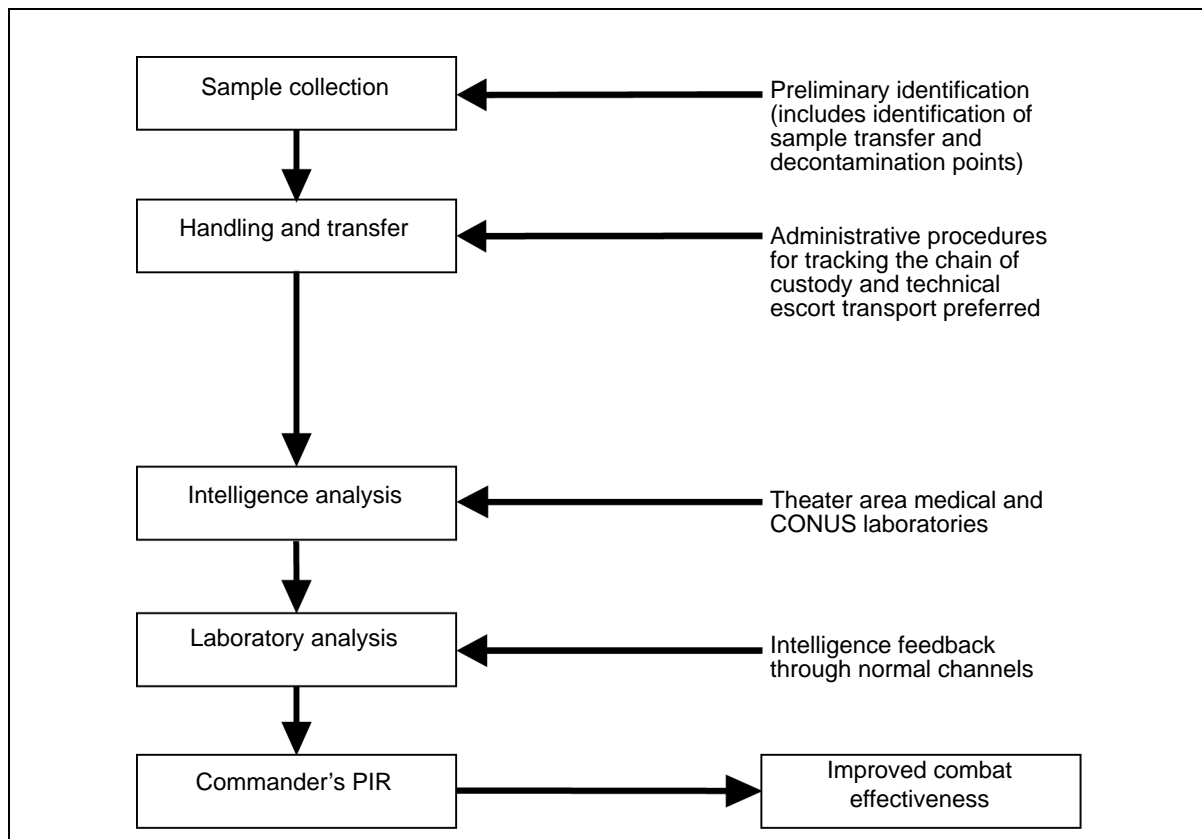 Sample collection
Preliminary identification
(includes identification of
sample transfer and
decontamination points)
Handling and transfer
Administrative procedures
for tracking the chain of
custody and technical
escort transport preferred
Intelligence analysis
Theater area medical and
CONUS laboratories
Laboratory analysis
Intelligence feedback
through normal channels
Commander’s PIR
Improved combat
effectiveness